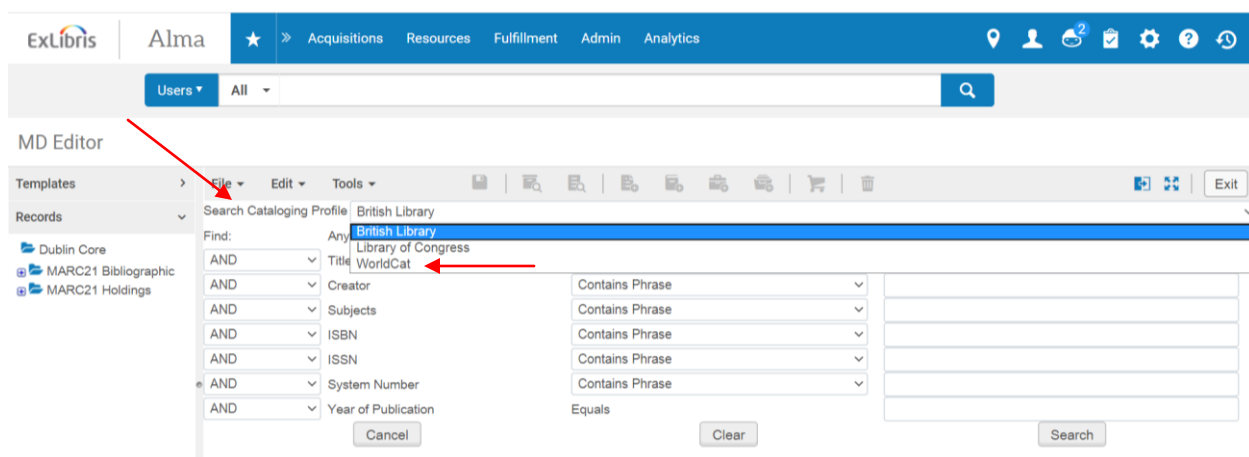 ExLibris Alma » Acquisitions Resources Fulfillment Admin Analytics 2
Users All
MD Editor
Templates File Edit Tools Exit
Records Search Cataloging Profile British Library
Find: Any British Library
Dublin Core Library of Congress
AND Title WorldCat
MARC21 Bibliographic
AND Creator Contains Phrase
MARC21 Holdings
AND Subjects Contains Phrase
AND ISBN Contains Phrase
AND ISSN Contains Phrase
AND System Number Contains Phrase
AND Year of Publication Equals
Cancel Clear Search